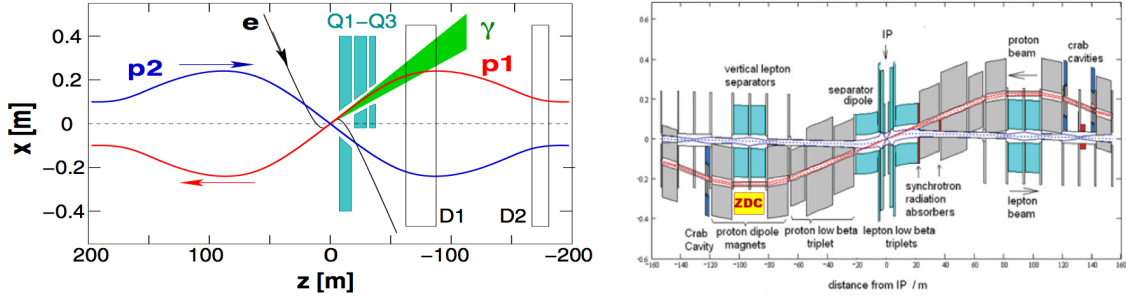 e
Q1-Q3
γ
p2
p1
D1
D2
X [m]
0.4
0.2
0
-0.2
-0.4
200
100
0
-100
-200
z [m]
IP
proton
beam
crab
cavities
vertical lepton
separators
separator
dipole
ZDC
synchrotron
radiation
absorbers
lepton
beam
Crab
Cavity
proton dipole
magnets
proton low beta
triplet
lepton low beta
triplets
0.6
0.4
0.2
0
-0.2
-0.4
-0.6
-160 -140 -120 -100 -80 -60 -40 -20 0 20 40 60 80 100 120 140 160
distance from IP / m